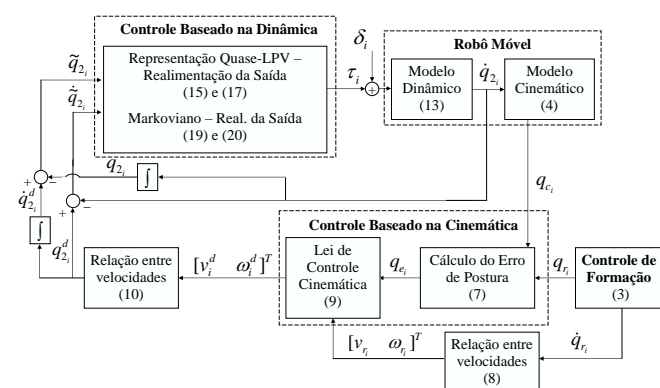 Controle Baseado na Dinâmica
Representação Quase-LPV –
Realimentação da Saída
(15) e (17)
Markoviano – Real. da Saída
(19) e (20)
q̃_{2_i}
\dot{q̃}_{2_i}
τ_i
δ_i
+
Robô Móvel
Modelo
Dinâmico
(13)
q̇_{2_i}
Modelo
Cinemático
(4)
+
−
q_{2_i}
∫
+
−
q̇^d_{2_i}
∫
q^d_{2_i}
q_{c_i}
Controle Baseado na Cinemática
Relação entre
velocidades
(10)
[v^d_i ω^d_i]^T
Lei de
Controle
Cinemática
(9)
q_{e_i}
Cálculo do Erro
de Postura
(7)
q_{r_i}
Controle de
Formação
(3)
[v_{r_i} ω_{r_i}]^T
Relação entre
velocidades
(8)
q̇_{r_i}